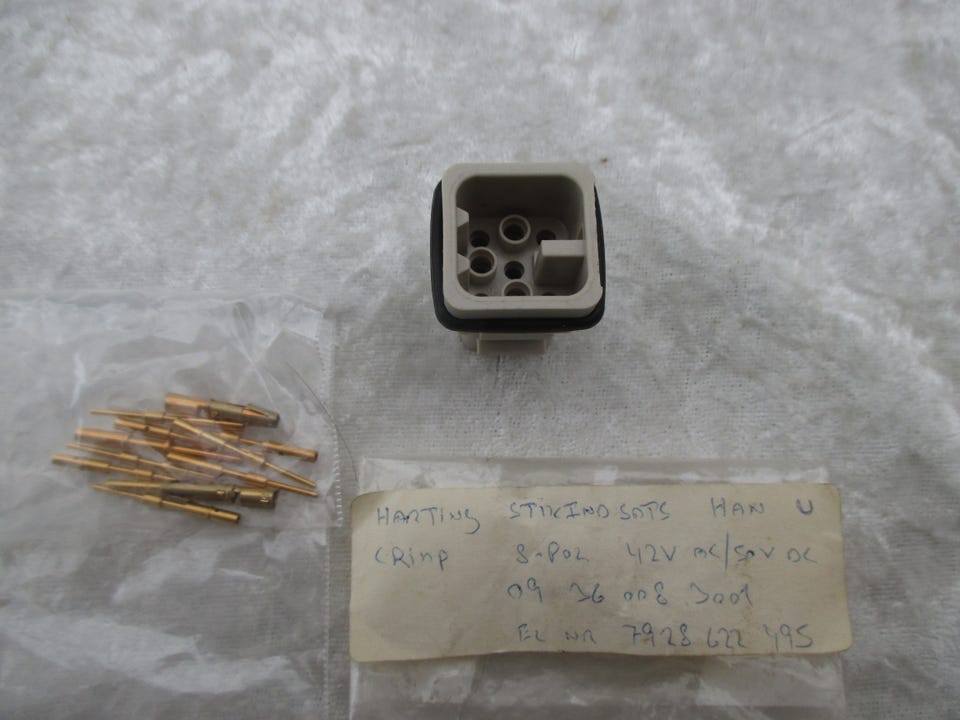 HARTING STIKINDSATS HAN U
CRIMP 8-POL 42V AC/50V DC
09 36 008 3001
EL NR 7928 622 495